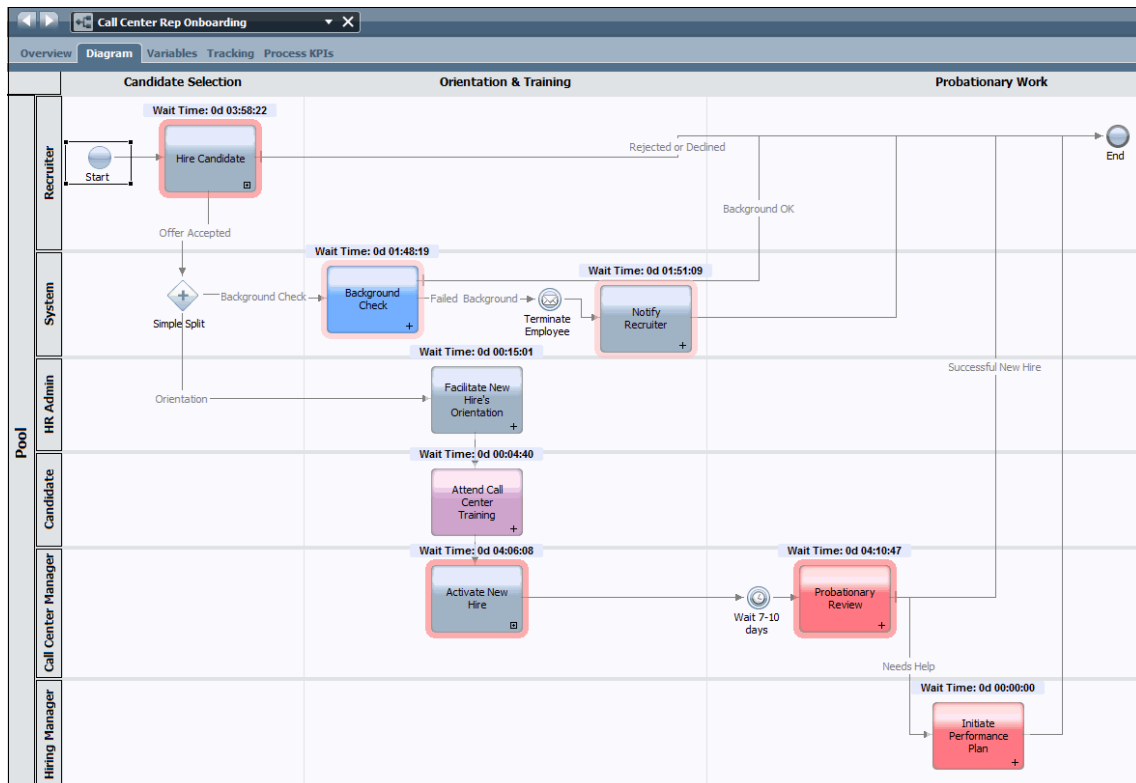 Call Center Rep Onboarding
Overview Diagram Variables Tracking Process KPIs
Candidate Selection Orientation & Training Probationary Work
Pool
Recruiter
Wait Time: 0d 03:58:22
Start
Hire Candidate
Rejected or Declined
End
Offer Accepted
Background OK
System
Wait Time: 0d 01:48:19
Wait Time: 0d 01:51:09
Simple Split
Background Check
Background
Check
Failed Background
Terminate
Employee
Notify
Recruiter
HR Admin
Wait Time: 0d 00:15:01
Orientation
Facilitate New
Hire's
Orientation
Successful New Hire
Candidate
Wait Time: 0d 00:04:40
Attend Call
Center
Training
Call Center Manager
Wait Time: 0d 04:06:08
Activate New
Hire
Wait 7-10
days
Wait Time: 0d 04:10:47
Probationary
Review
Needs Help
Hiring Manager
Wait Time: 0d 00:00:00
Initiate
Performance
Plan